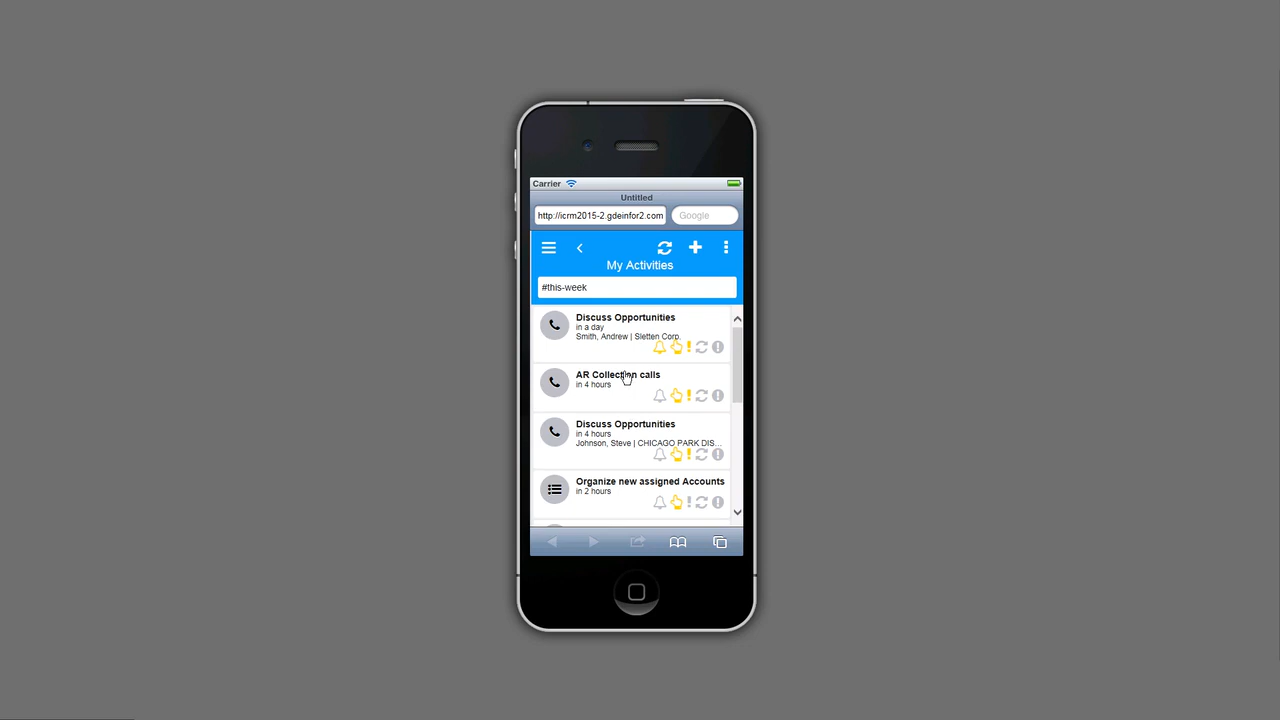 Carrier
Untitled
http://icrm2015-2.gdeinfor2.com
Google
My Activities
#this-week
Discuss Opportunities
in a day
Smith, Andrew | Sletten Corp.
AR Collection calls
in 4 hours
Discuss Opportunities
in 4 hours
Johnson, Steve | CHICAGO PARK DIS...
Organize new assigned Accounts
in 2 hours